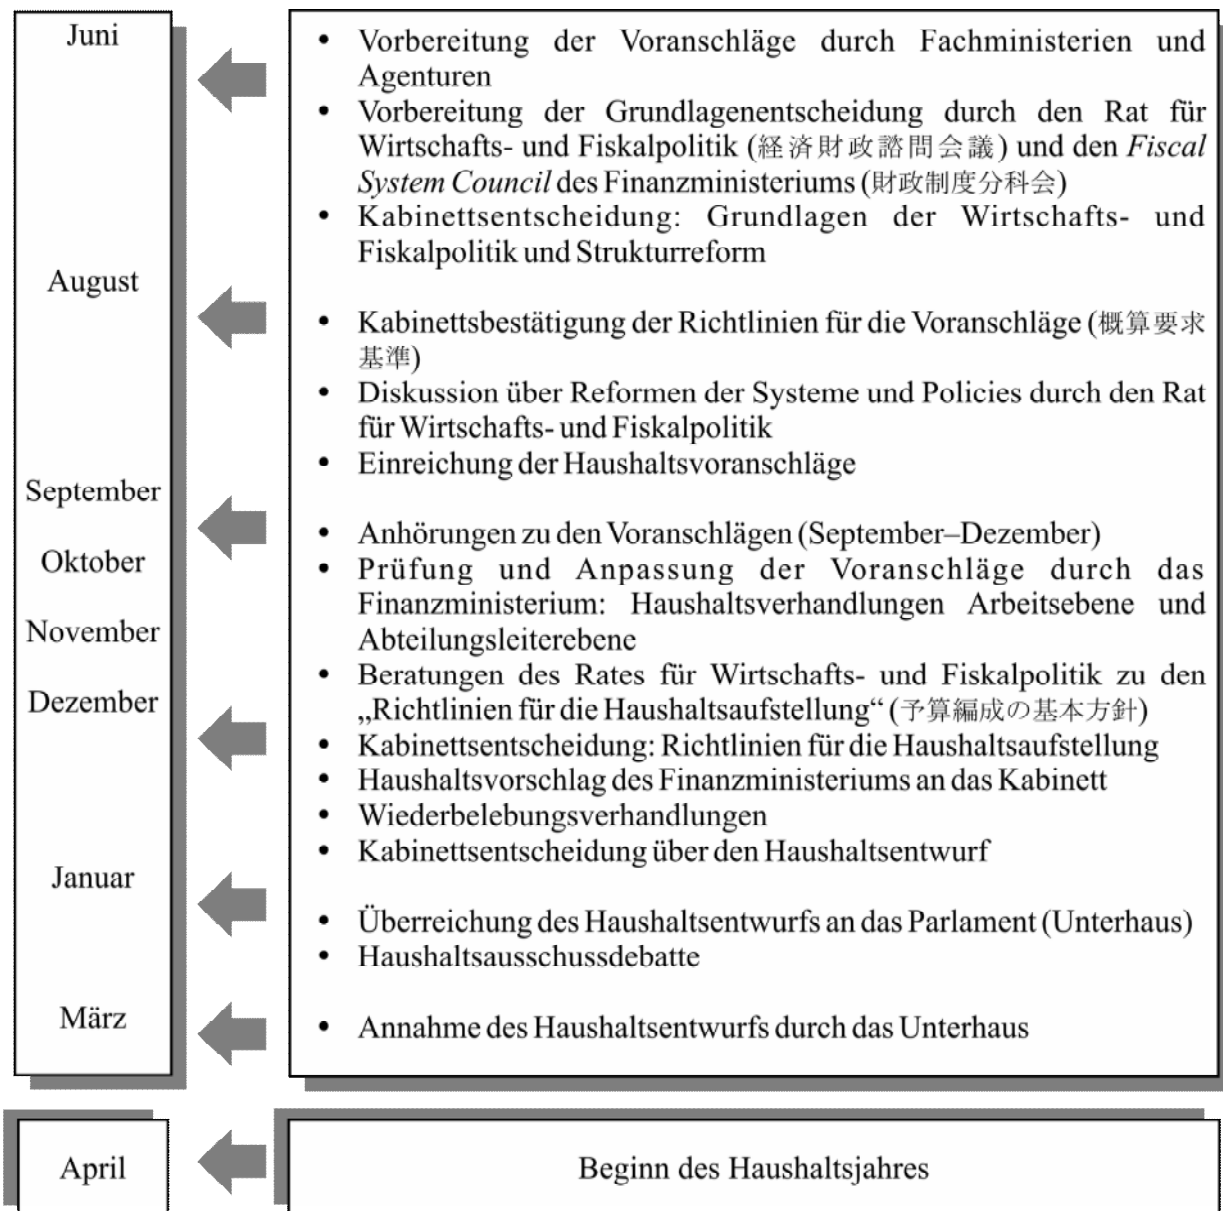 Juni
• Vorbereitung der Voranschläge durch Fachministerien und
Agenturen
• Vorbereitung der Grundlagenentscheidung durch den Rat für
Wirtschafts- und Fiskalpolitik (経済財政諮問会議) und den Fiscal
System Council des Finanzministeriums (財政制度分科会)
• Kabinettsentscheidung: Grundlagen der Wirtschafts- und
Fiskalpolitik und Strukturreform
August
• Kabinettsbestätigung der Richtlinien für die Voranschläge (概算要求
基準)
• Diskussion über Reformen der Systeme und Policies durch den Rat
für Wirtschafts- und Fiskalpolitik
• Einreichung der Haushaltsvoranschläge
September
Oktober
November
• Anhörungen zu den Voranschlägen (September–Dezember)
• Prüfung und Anpassung der Voranschläge durch das
Finanzministerium: Haushaltsverhandlungen Arbeitsebene und
Abteilungsleiterebene
• Beratungen des Rates für Wirtschafts- und Fiskalpolitik zu den
„Richtlinien für die Haushaltsaufstellung“ (予算編成の基本方針)
Dezember
• Kabinettsentscheidung: Richtlinien für die Haushaltsaufstellung
• Haushaltsvorschlag des Finanzministeriums an das Kabinett
• Wiederbelebungsverhandlungen
• Kabinettsentscheidung über den Haushaltsentwurf
Januar
• Überreichung des Haushaltsentwurfs an das Parlament (Unterhaus)
• Haushaltsausschussdebatte
März
• Annahme des Haushaltsentwurfs durch das Unterhaus
April
Beginn des Haushaltsjahres